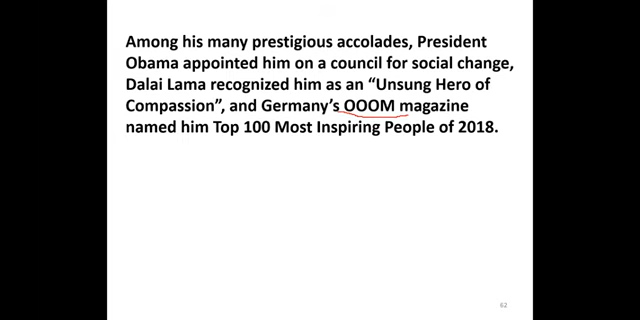 Among his many prestigious accolades, President
Obama appointed him on a council for social change,
Dalai Lama recognized him as an “Unsung Hero of
Compassion”, and Germany’s OOOM magazine
named him Top 100 Most Inspiring People of 2018.
62